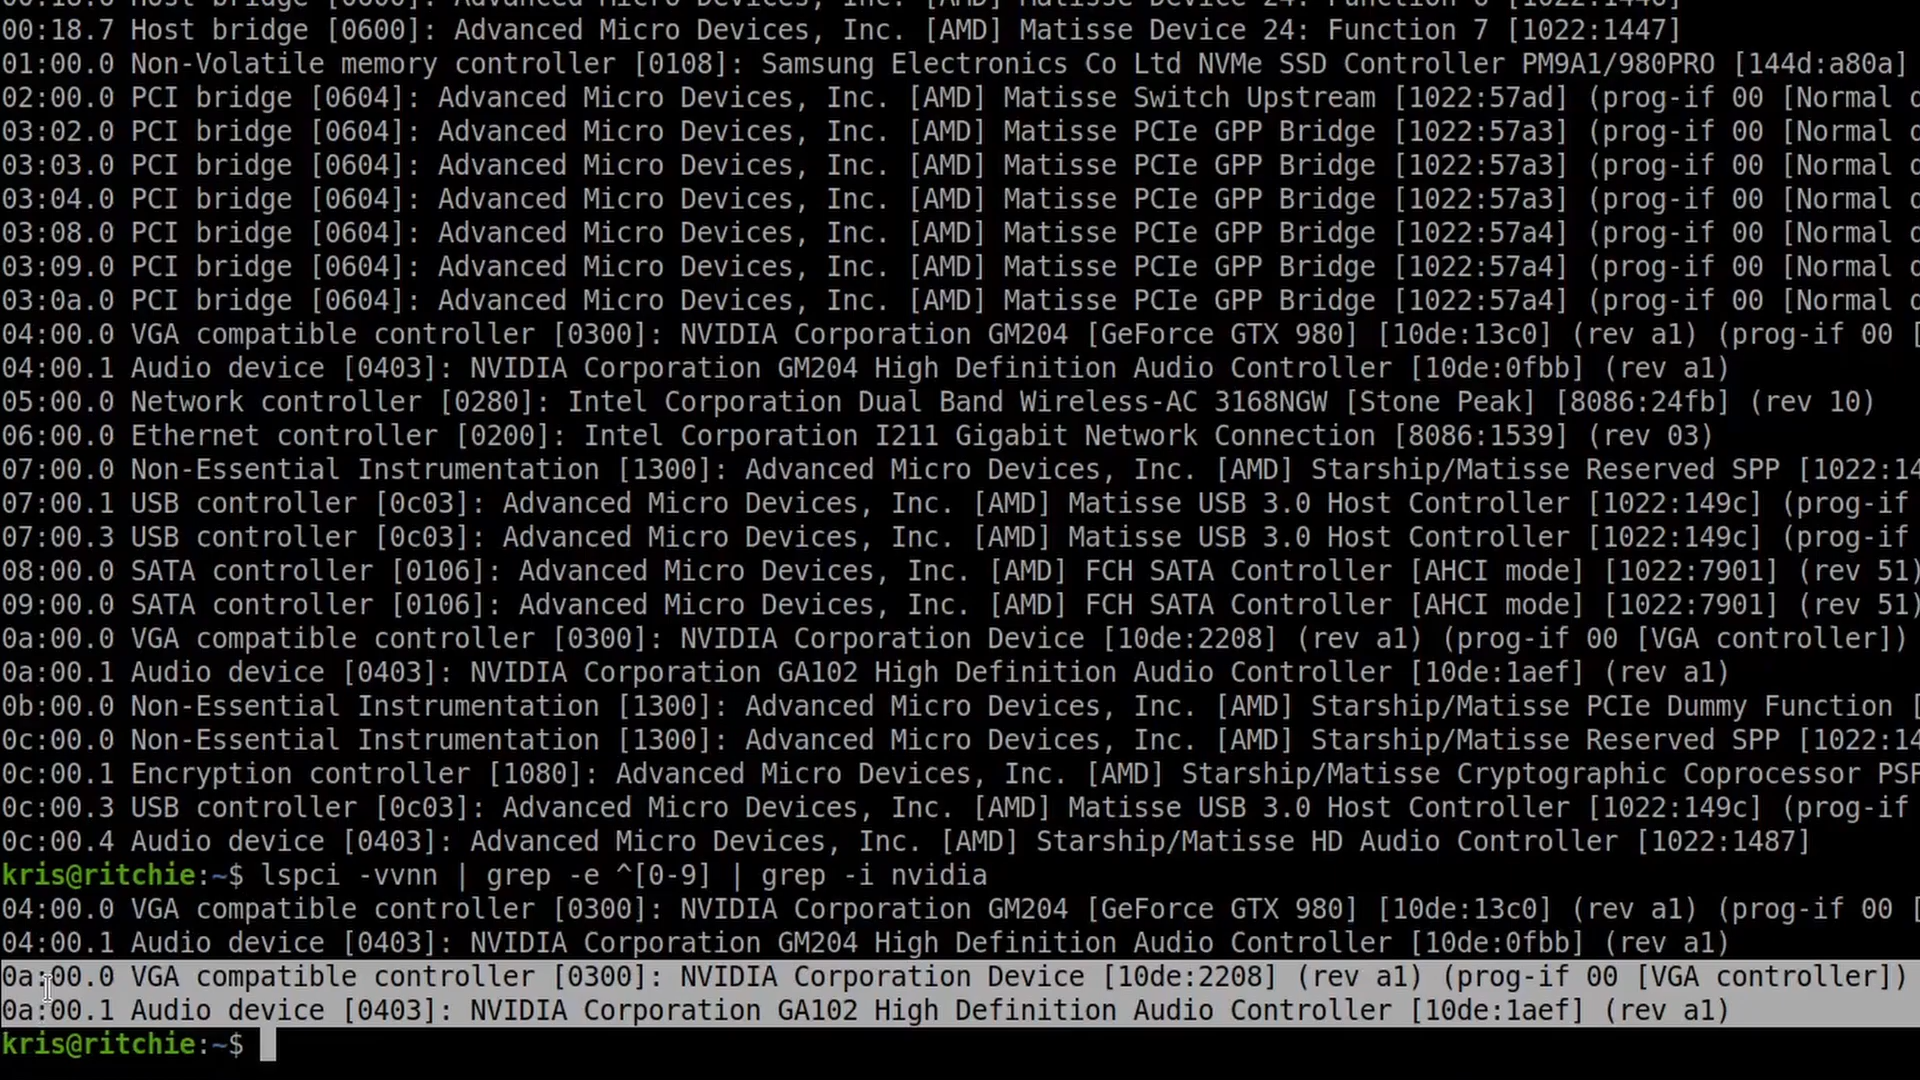 00:18.6 Host bridge [0600]: Advanced Micro Devices, Inc. [AMD] Matisse Device 24: Function 6 [1022:1446]
00:18.7 Host bridge [0600]: Advanced Micro Devices, Inc. [AMD] Matisse Device 24: Function 7 [1022:1447]
01:00.0 Non-Volatile memory controller [0108]: Samsung Electronics Co Ltd NVMe SSD Controller PM9A1/980PRO [144d:a80a]
02:00.0 PCI bridge [0604]: Advanced Micro Devices, Inc. [AMD] Matisse Switch Upstream [1022:57ad] (prog-if 00 [Normal d
03:02.0 PCI bridge [0604]: Advanced Micro Devices, Inc. [AMD] Matisse PCIe GPP Bridge [1022:57a3] (prog-if 00 [Normal d
03:03.0 PCI bridge [0604]: Advanced Micro Devices, Inc. [AMD] Matisse PCIe GPP Bridge [1022:57a3] (prog-if 00 [Normal d
03:04.0 PCI bridge [0604]: Advanced Micro Devices, Inc. [AMD] Matisse PCIe GPP Bridge [1022:57a3] (prog-if 00 [Normal d
03:08.0 PCI bridge [0604]: Advanced Micro Devices, Inc. [AMD] Matisse PCIe GPP Bridge [1022:57a4] (prog-if 00 [Normal d
03:09.0 PCI bridge [0604]: Advanced Micro Devices, Inc. [AMD] Matisse PCIe GPP Bridge [1022:57a4] (prog-if 00 [Normal d
03:0a.0 PCI bridge [0604]: Advanced Micro Devices, Inc. [AMD] Matisse PCIe GPP Bridge [1022:57a4] (prog-if 00 [Normal d
04:00.0 VGA compatible controller [0300]: NVIDIA Corporation GM204 [GeForce GTX 980] [10de:13c0] (rev a1) (prog-if 00 [
04:00.1 Audio device [0403]: NVIDIA Corporation GM204 High Definition Audio Controller [10de:0fbb] (rev a1)
05:00.0 Network controller [0280]: Intel Corporation Dual Band Wireless-AC 3168NGW [Stone Peak] [8086:24fb] (rev 10)
06:00.0 Ethernet controller [0200]: Intel Corporation I211 Gigabit Network Connection [8086:1539] (rev 03)
07:00.0 Non-Essential Instrumentation [1300]: Advanced Micro Devices, Inc. [AMD] Starship/Matisse Reserved SPP [1022:14
07:00.1 USB controller [0c03]: Advanced Micro Devices, Inc. [AMD] Matisse USB 3.0 Host Controller [1022:149c] (prog-if
07:00.3 USB controller [0c03]: Advanced Micro Devices, Inc. [AMD] Matisse USB 3.0 Host Controller [1022:149c] (prog-if
08:00.0 SATA controller [0106]: Advanced Micro Devices, Inc. [AMD] FCH SATA Controller [AHCI mode] [1022:7901] (rev 51)
09:00.0 SATA controller [0106]: Advanced Micro Devices, Inc. [AMD] FCH SATA Controller [AHCI mode] [1022:7901] (rev 51)
0a:00.0 VGA compatible controller [0300]: NVIDIA Corporation Device [10de:2208] (rev a1) (prog-if 00 [VGA controller])
0a:00.1 Audio device [0403]: NVIDIA Corporation GA102 High Definition Audio Controller [10de:1aef] (rev a1)
0b:00.0 Non-Essential Instrumentation [1300]: Advanced Micro Devices, Inc. [AMD] Starship/Matisse PCIe Dummy Function [
0c:00.0 Non-Essential Instrumentation [1300]: Advanced Micro Devices, Inc. [AMD] Starship/Matisse Reserved SPP [1022:14
0c:00.1 Encryption controller [1080]: Advanced Micro Devices, Inc. [AMD] Starship/Matisse Cryptographic Coprocessor PSP
0c:00.3 USB controller [0c03]: Advanced Micro Devices, Inc. [AMD] Matisse USB 3.0 Host Controller [1022:149c] (prog-if
0c:00.4 Audio device [0403]: Advanced Micro Devices, Inc. [AMD] Starship/Matisse HD Audio Controller [1022:1487]
kris@ritchie:~$ lspci -vvnn | grep -e ^[0-9] | grep -i nvidia
04:00.0 VGA compatible controller [0300]: NVIDIA Corporation GM204 [GeForce GTX 980] [10de:13c0] (rev a1) (prog-if 00 [
04:00.1 Audio device [0403]: NVIDIA Corporation GM204 High Definition Audio Controller [10de:0fbb] (rev a1)
0a:00.0 VGA compatible controller [0300]: NVIDIA Corporation Device [10de:2208] (rev a1) (prog-if 00 [VGA controller])
0a:00.1 Audio device [0403]: NVIDIA Corporation GA102 High Definition Audio Controller [10de:1aef] (rev a1)
kris@ritchie:~$